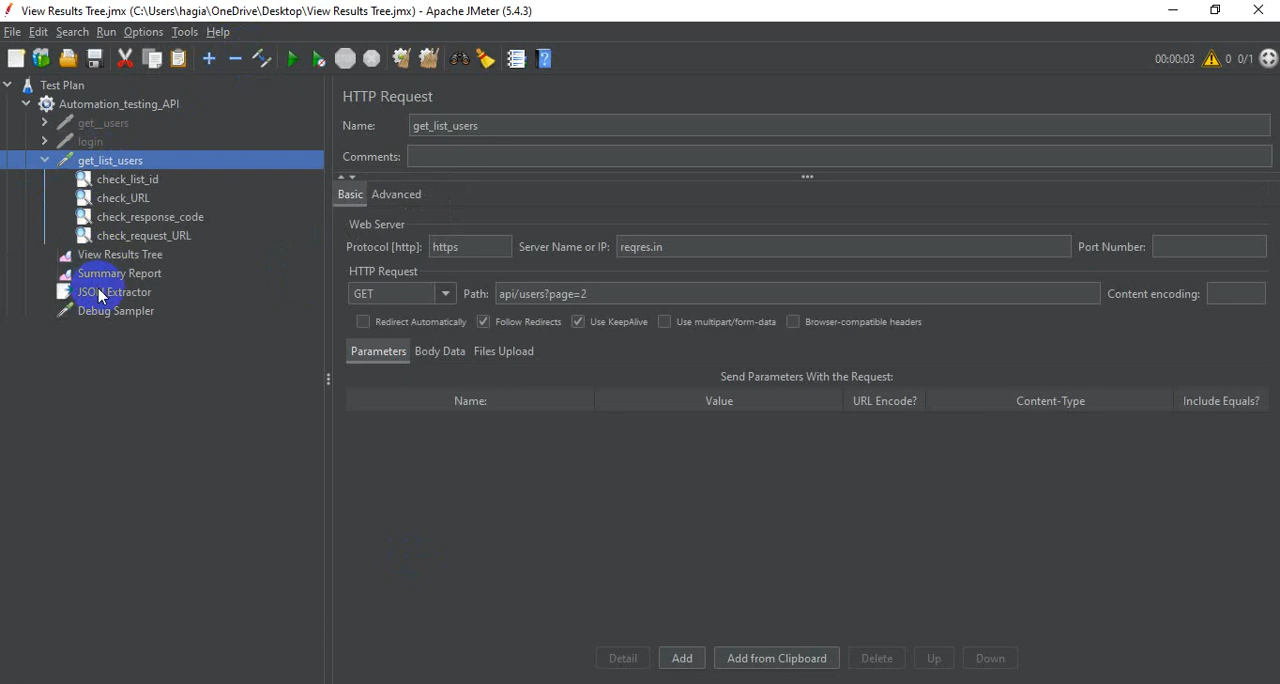 View Results Tree.jmx (C:\Users\hagia\OneDrive\Desktop\View Results Tree.jmx) - Apache JMeter (5.4.3)
File Edit Search Run Options Tools Help
00:00:03 0 0/1
Test Plan
Automation_testing_API
get__users
login
get_list_users
check_list_id
check_URL
check_response_code
check_request_URL
View Results Tree
Summary Report
JSON Extractor
Debug Sampler
HTTP Request
Name: get_list_users
Comments:
Basic Advanced
Web Server
Protocol [http]: https Server Name or IP: reqres.in Port Number:
HTTP Request
GET Path: api/users?page=2 Content encoding:
Redirect Automatically Follow Redirects Use KeepAlive Use multipart/form-data Browser-compatible headers
Parameters Body Data Files Upload
Send Parameters With the Request:
Name: Value URL Encode? Content-Type Include Equals?
Detail Add Add from Clipboard Delete Up Down